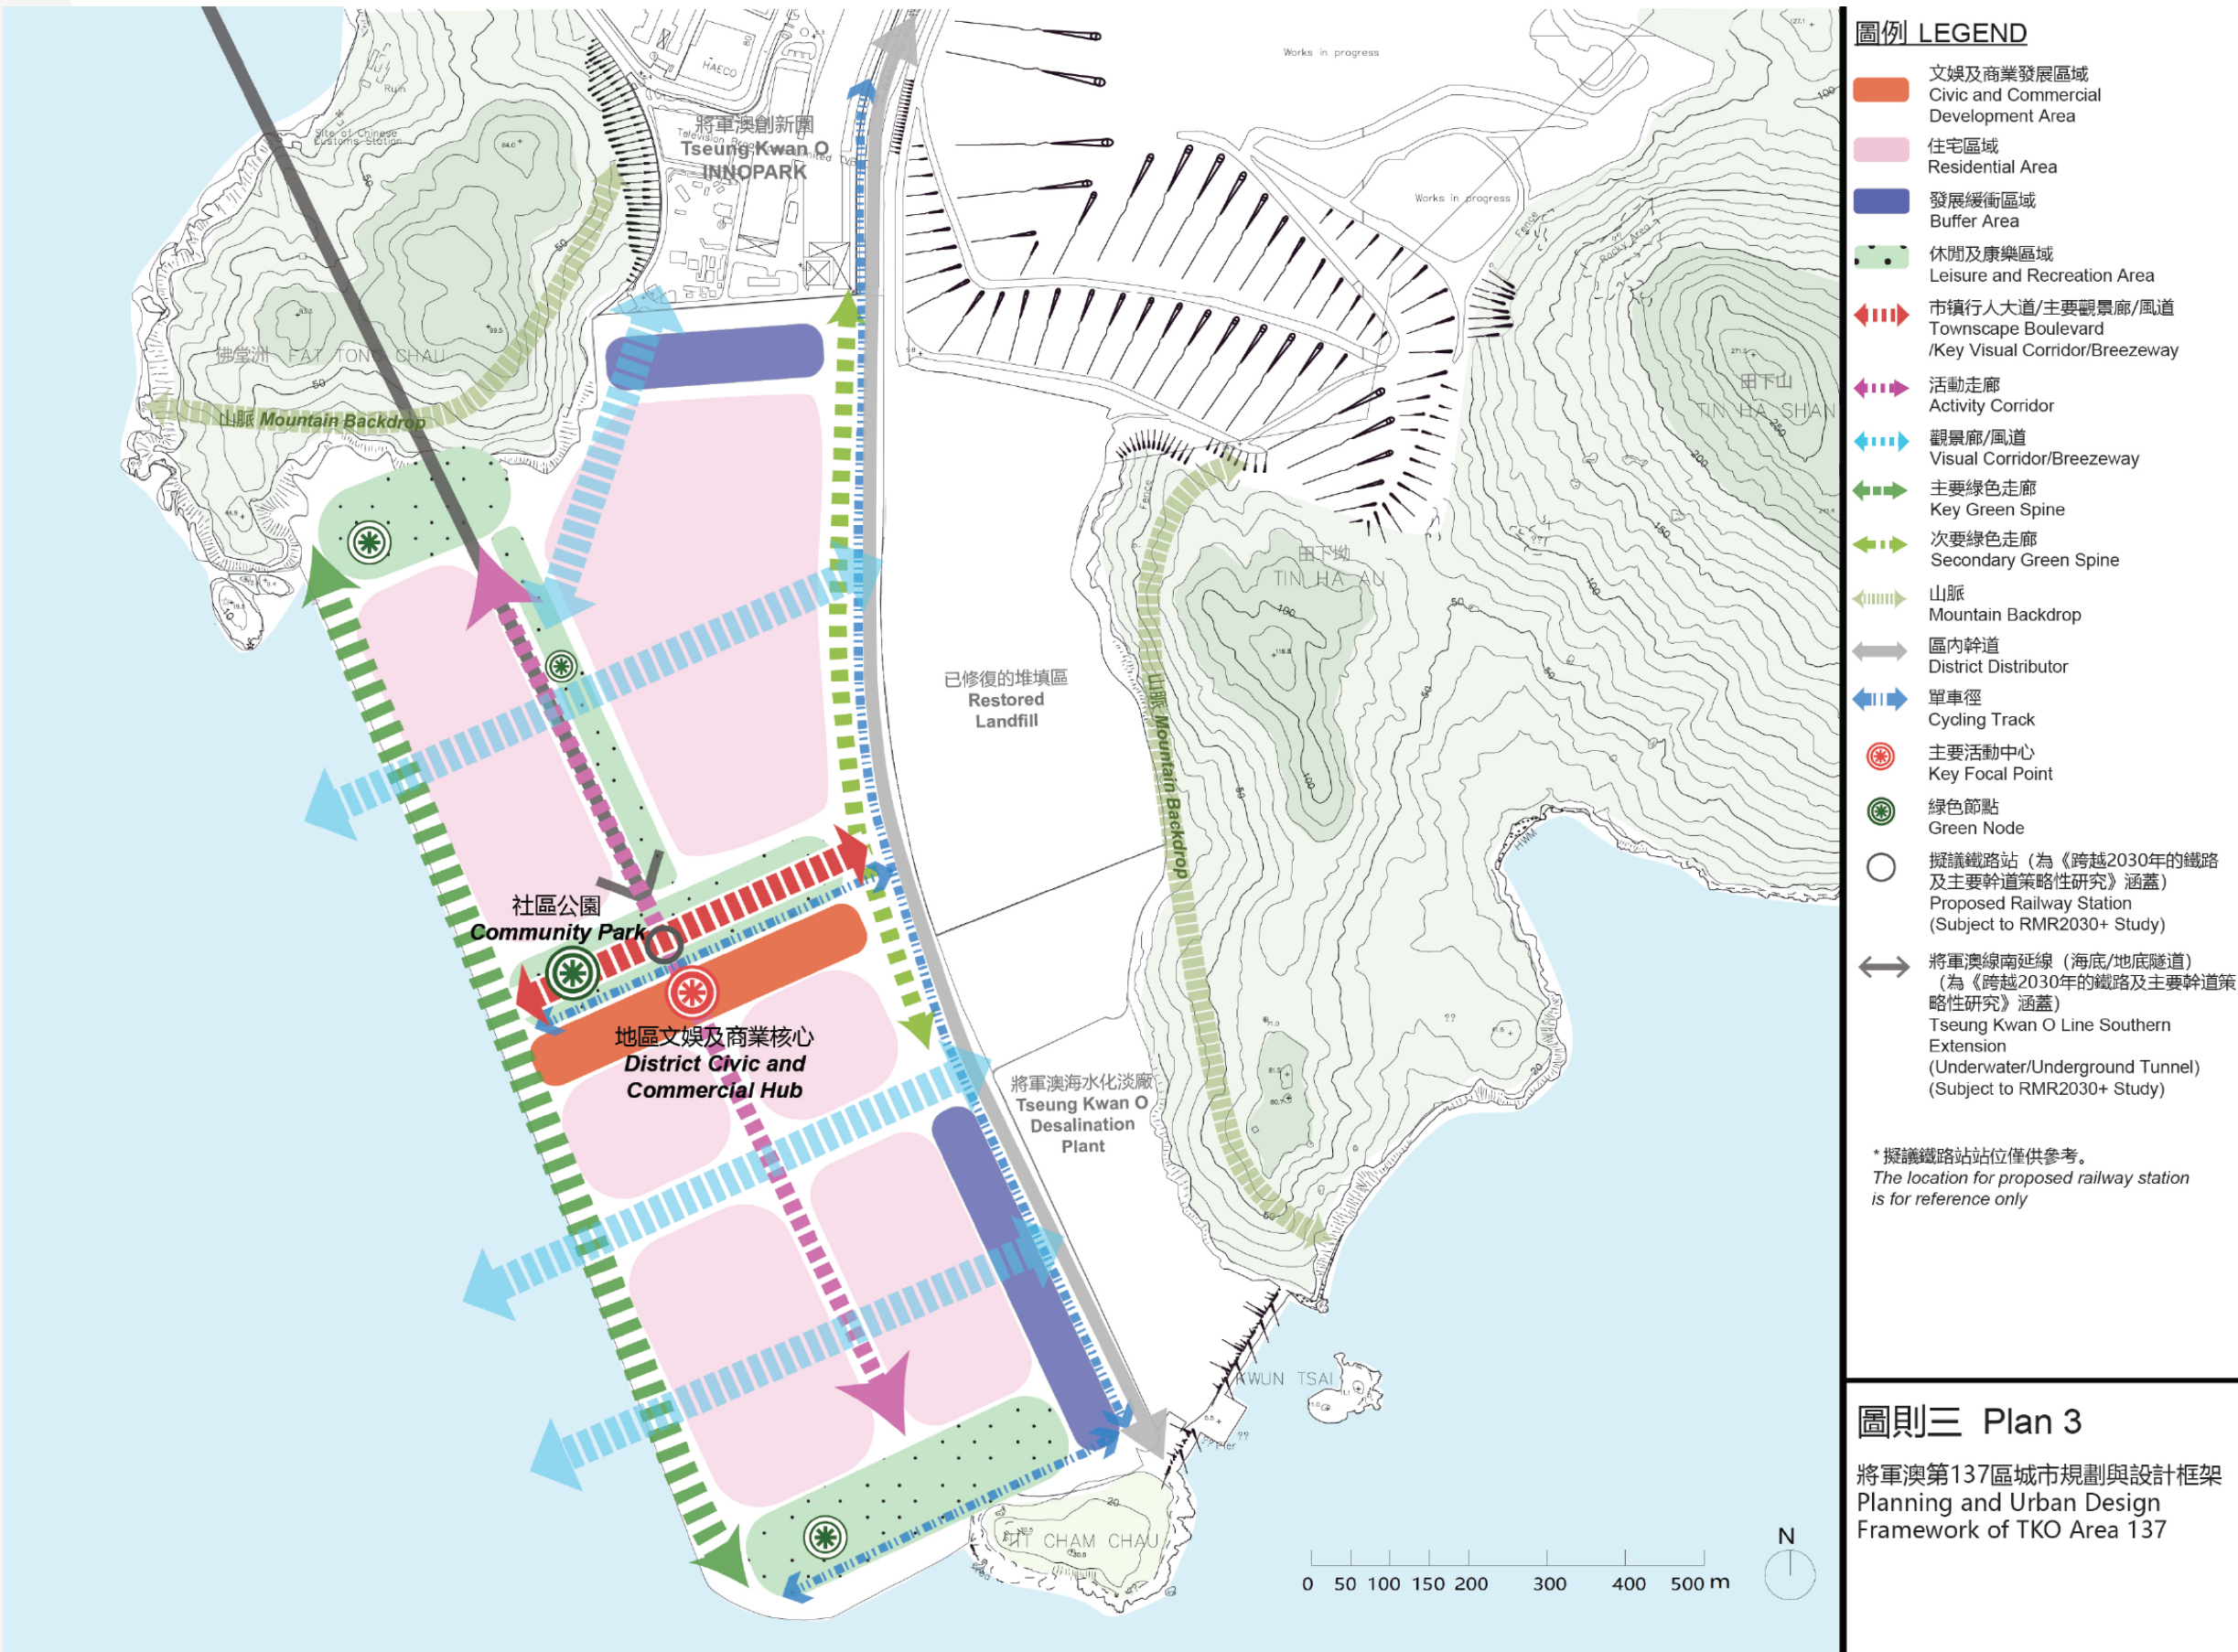 Works in progress
HAECO
Ruin
Site of Chinese
Customs Station
將軍澳創新園
Tseung Kwan O
INNOPARK
Works in progress
Fence
Rocky Area
佛堂洲 FAT TONG CHAU
山脈 Mountain Backdrop
田下山
TIN HA SHAN
Fence
田下坳
TIN HA AU
已修復的堆填區
Restored
Landfill
山脈 Mountain Backdrop
HWM
社區公園
Community Park
地區文娛及商業核心
District Civic and
Commercial Hub
將軍澳海水化淡廠
Tseung Kwan O
Desalination
Plant
KWUN TSAI
Pier
TIT CHAM CHAU
0 50 100 150 200 300 400 500 m
N
圖例 LEGEND
文娛及商業發展區域
Civic and Commercial
Development Area
住宅區域
Residential Area
發展緩衝區域
Buffer Area
休閒及康樂區域
Leisure and Recreation Area
市镇行人大道/主要觀景廊/風道
Townscape Boulevard
/Key Visual Corridor/Breezeway
活動走廊
Activity Corridor
觀景廊/風道
Visual Corridor/Breezeway
主要綠色走廊
Key Green Spine
次要綠色走廊
Secondary Green Spine
山脈
Mountain Backdrop
區內幹道
District Distributor
單車徑
Cycling Track
主要活動中心
Key Focal Point
綠色節點
Green Node
擬議鐵路站（為《跨越2030年的鐵路
及主要幹道策略性研究》涵蓋）
Proposed Railway Station
(Subject to RMR2030+ Study)
將軍澳線南延線（海底/地底隧道）
（為《跨越2030年的鐵路及主要幹道策
略性研究》涵蓋）
Tseung Kwan O Line Southern
Extension
(Underwater/Underground Tunnel)
(Subject to RMR2030+ Study)
* 擬議鐵路站站位僅供參考。
The location for proposed railway station
is for reference only
圖則三 Plan 3
將軍澳第137區城市規劃與設計框架
Planning and Urban Design
Framework of TKO Area 137